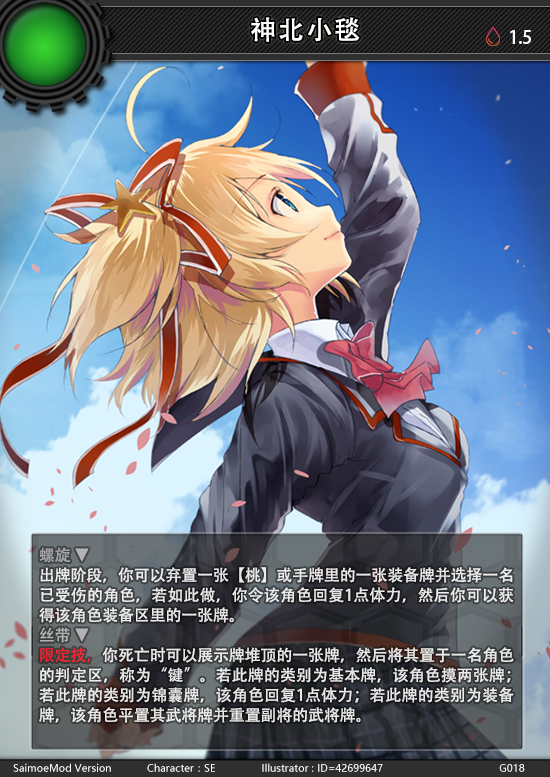 神北小毯
1.5
螺旋▼
出牌阶段，你可以弃置一张【桃】或手牌里的一张装备牌并选择一名
已受伤的角色，若如此做，你令该角色回复1点体力，然后你可以获
得该角色装备区里的一张牌。
丝带▼
限定技，你死亡时可以展示牌堆顶的一张牌，然后将其置于一名角色
的判定区，称为“键”。若此牌的类别为基本牌，该角色摸两张牌；
若此牌的类别为锦囊牌，该角色回复1点体力；若此牌的类别为装备
牌，该角色平置其武将牌并重置副将的武将牌。
SaimoeMod Version Character : SE Illustrator : ID=42699647 G018